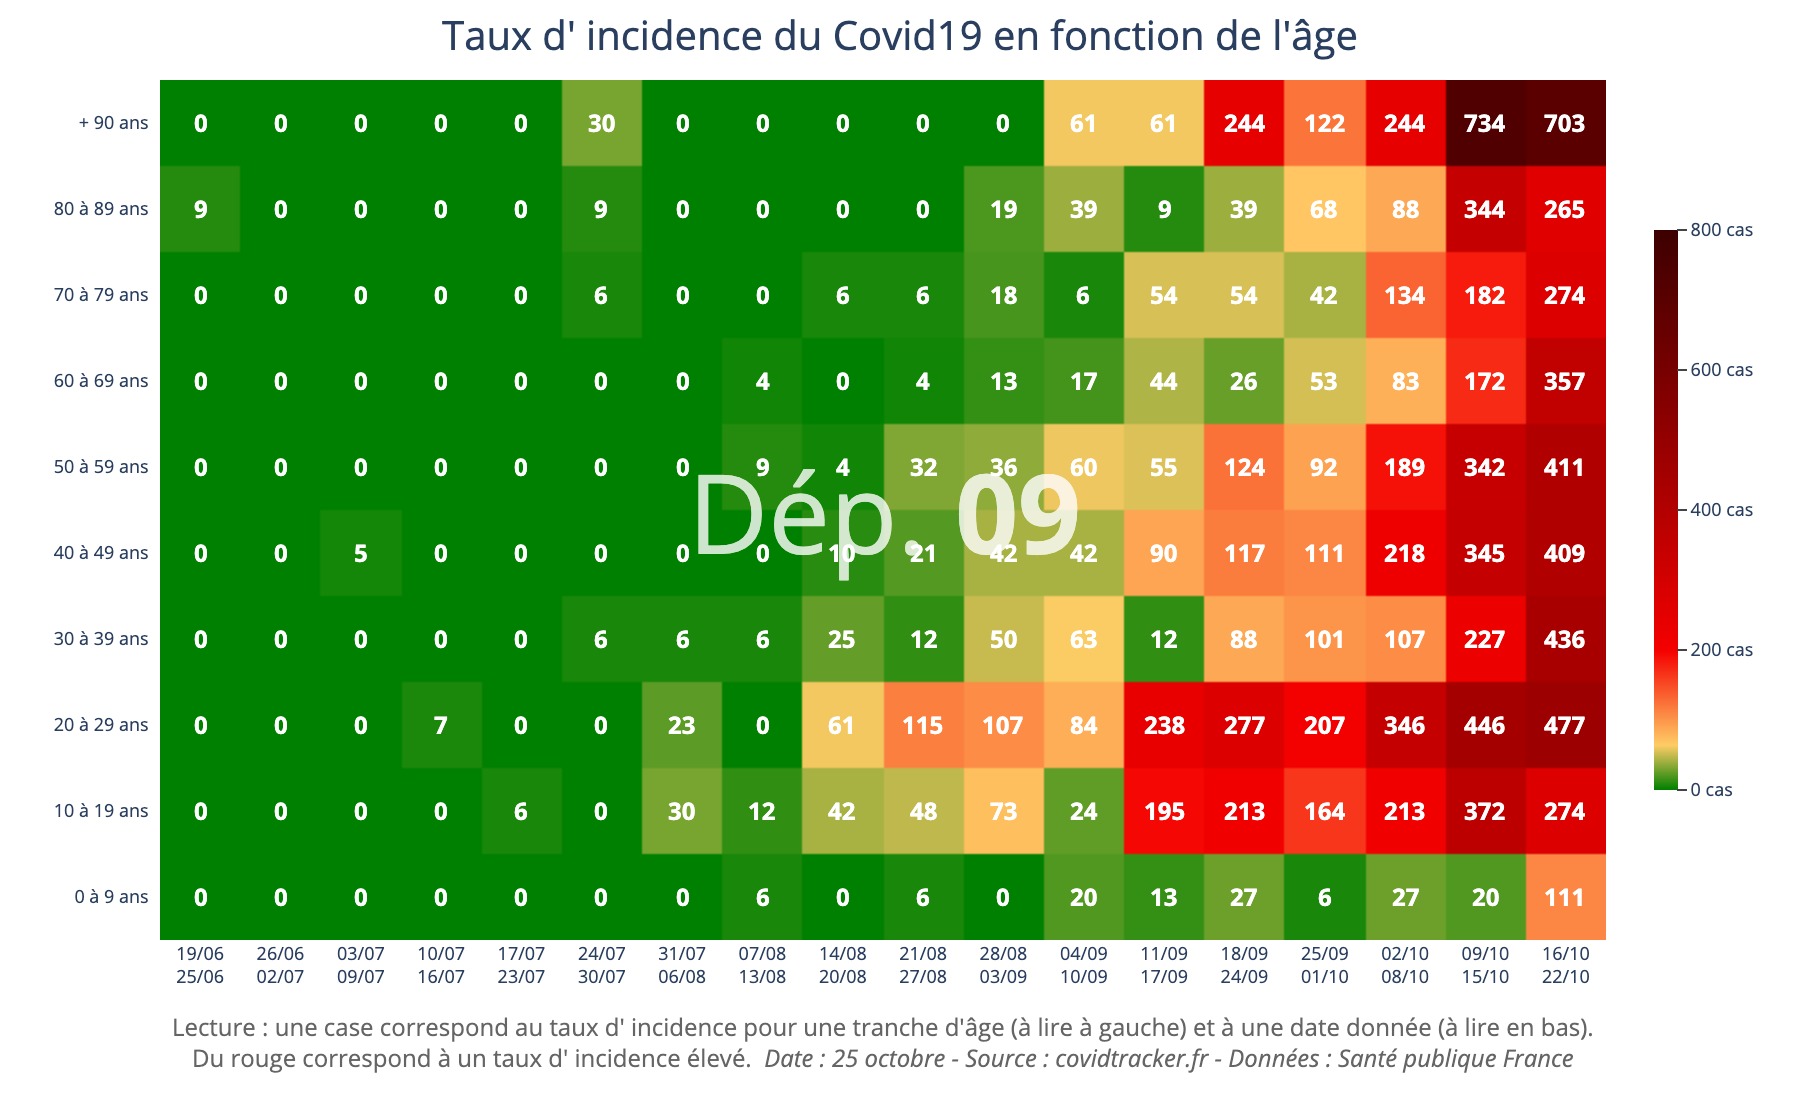 Taux d' incidence du Covid19 en fonction de l'âge
+ 90 ans 0 0 0 0 0 30 0 0 0 0 0 61 61 244 122 244 734 703
80 à 89 ans 9 0 0 0 0 9 0 0 0 0 19 39 9 39 68 88 344 265
70 à 79 ans 0 0 0 0 0 6 0 0 6 6 18 6 54 54 42 134 182 274
60 à 69 ans 0 0 0 0 0 0 0 4 0 4 13 17 44 26 53 83 172 357
50 à 59 ans 0 0 0 0 0 0 0 9 4 32 36 60 55 124 92 189 342 411
Dép. 09
40 à 49 ans 0 0 5 0 0 0 0 0 10 21 42 42 90 117 111 218 345 409
30 à 39 ans 0 0 0 0 0 6 6 6 25 12 50 63 12 88 101 107 227 436
20 à 29 ans 0 0 0 7 0 0 23 0 61 115 107 84 238 277 207 346 446 477
10 à 19 ans 0 0 0 0 6 0 30 12 42 48 73 24 195 213 164 213 372 274
0 à 9 ans 0 0 0 0 0 0 0 6 0 6 0 20 13 27 6 27 20 111
19/06 26/06 03/07 10/07 17/07 24/07 31/07 07/08 14/08 21/08 28/08 04/09 11/09 18/09 25/09 02/10 09/10 16/10
25/06 02/07 09/07 16/07 23/07 30/07 06/08 13/08 20/08 27/08 03/09 10/09 17/09 24/09 01/10 08/10 15/10 22/10
800 cas
600 cas
400 cas
200 cas
0 cas
Lecture : une case correspond au taux d' incidence pour une tranche d'âge (à lire à gauche) et à une date donnée (à lire en bas).
Du rouge correspond à un taux d' incidence élevé. Date : 25 octobre - Source : covidtracker.fr - Données : Santé publique France